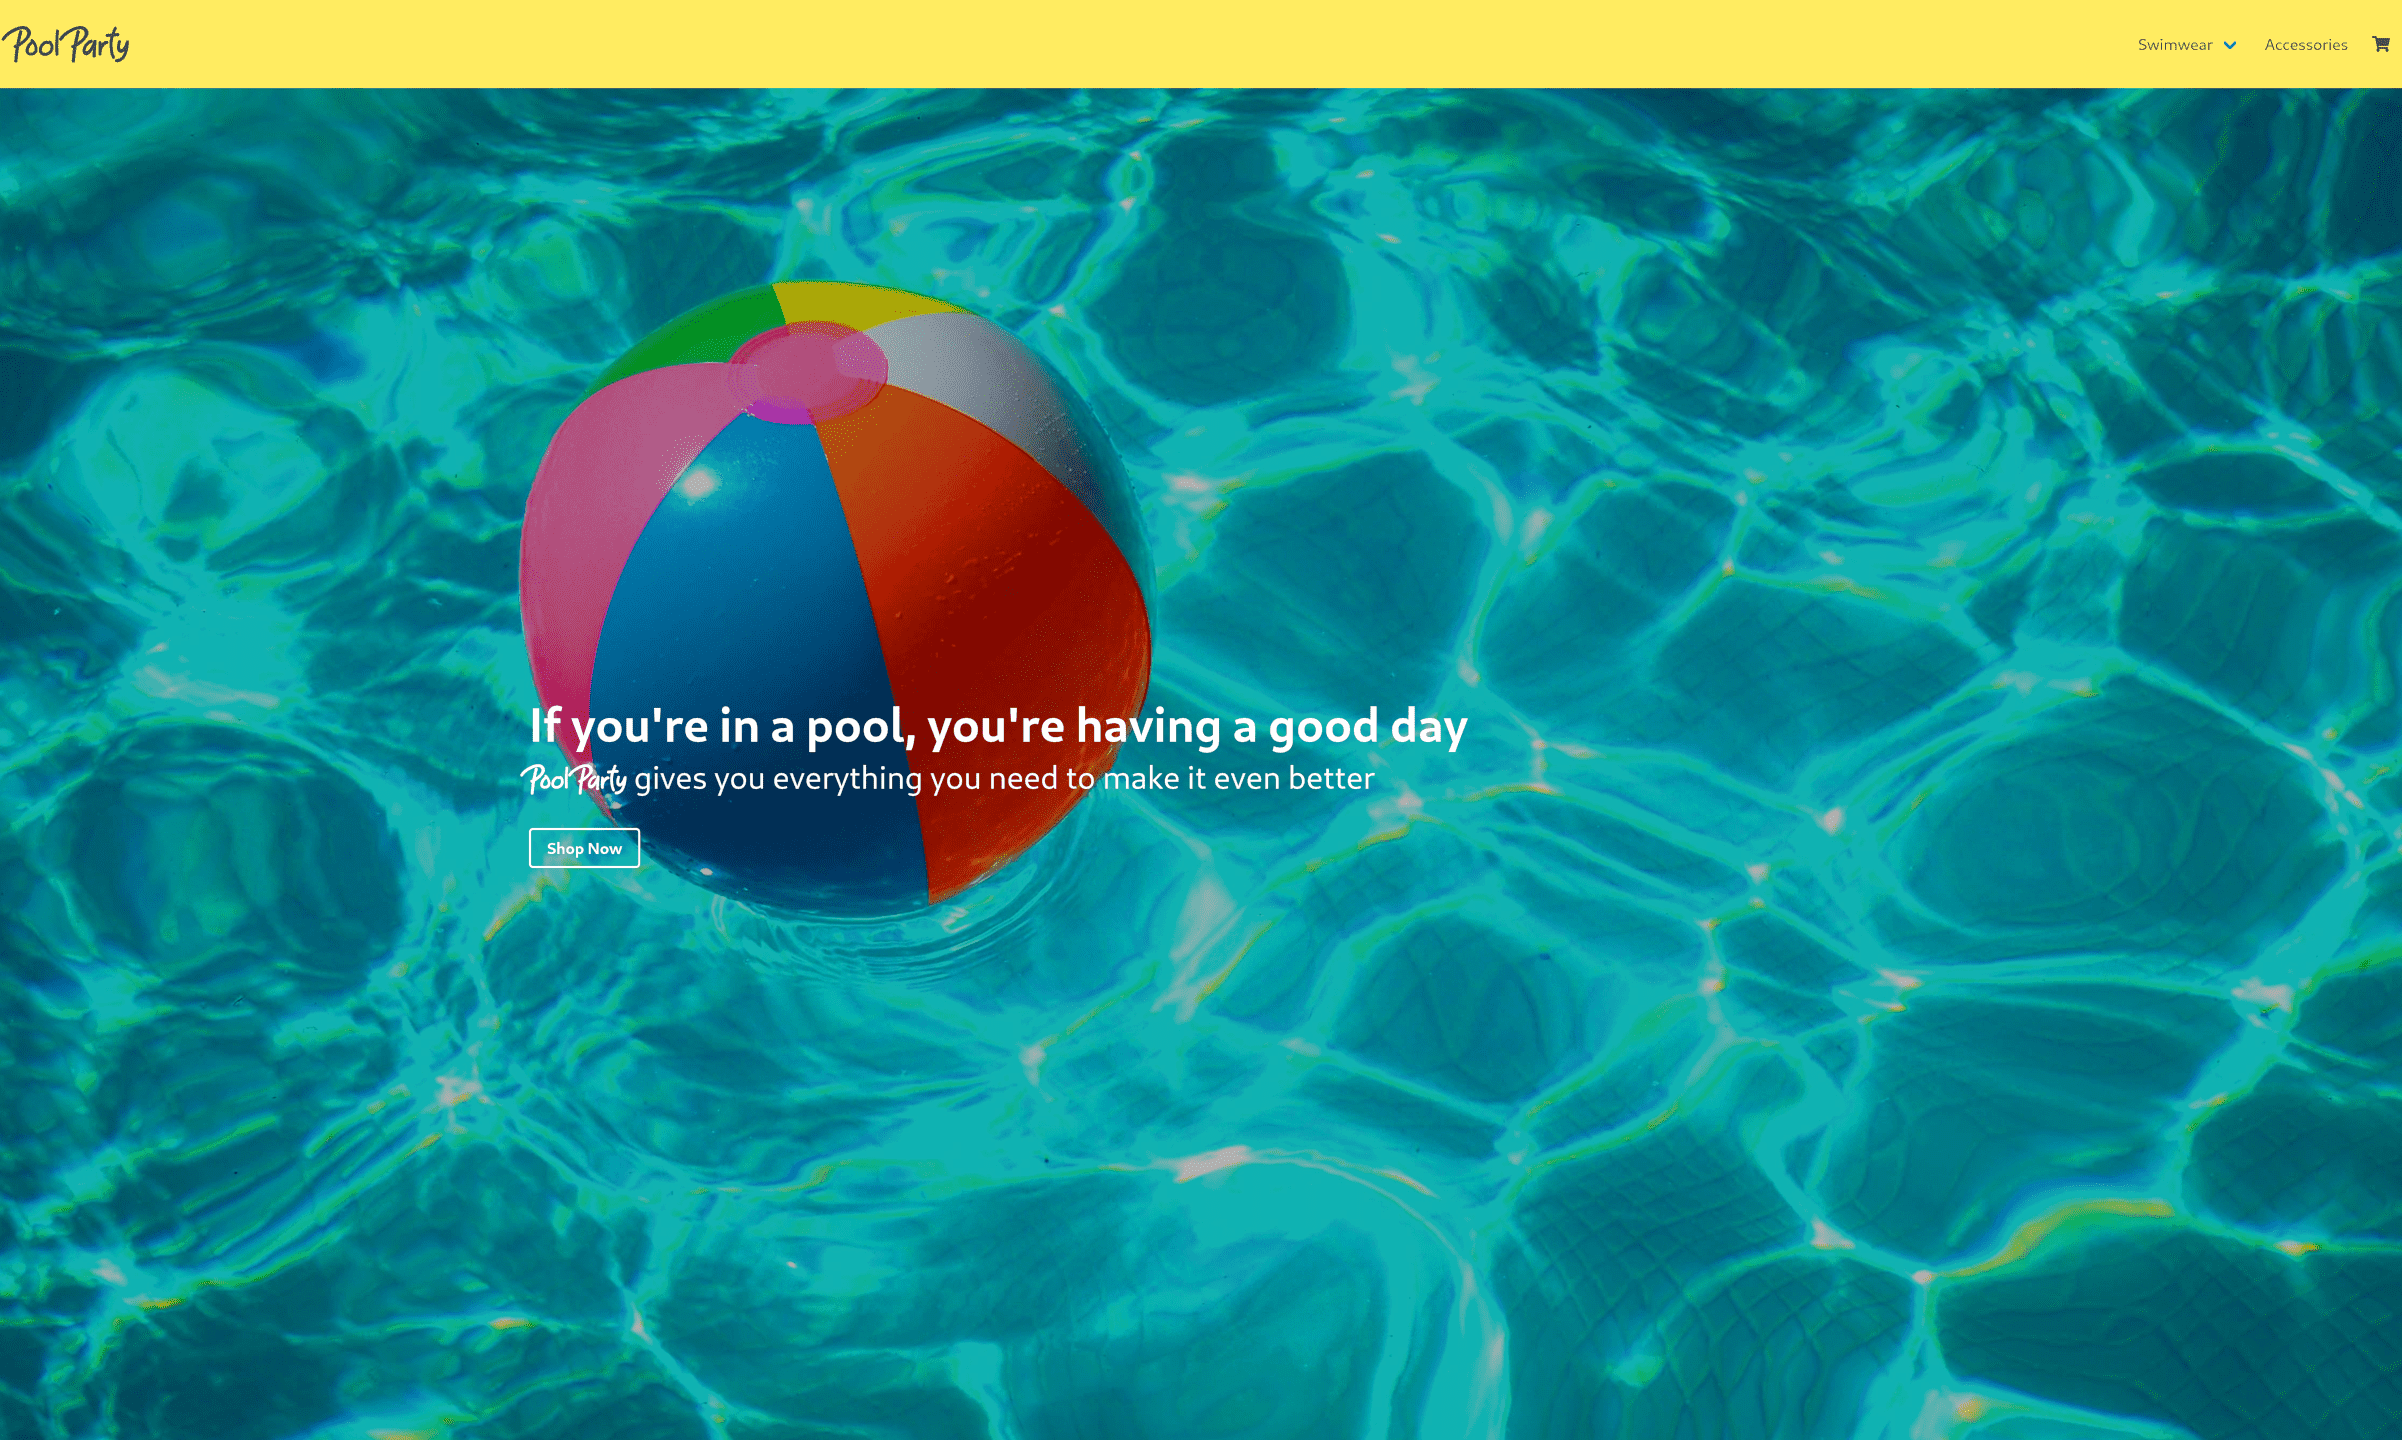 Pool Party
Swimwear Accessories
If you're in a pool, you're having a good day
Pool Party gives you everything you need to make it even better
Shop Now